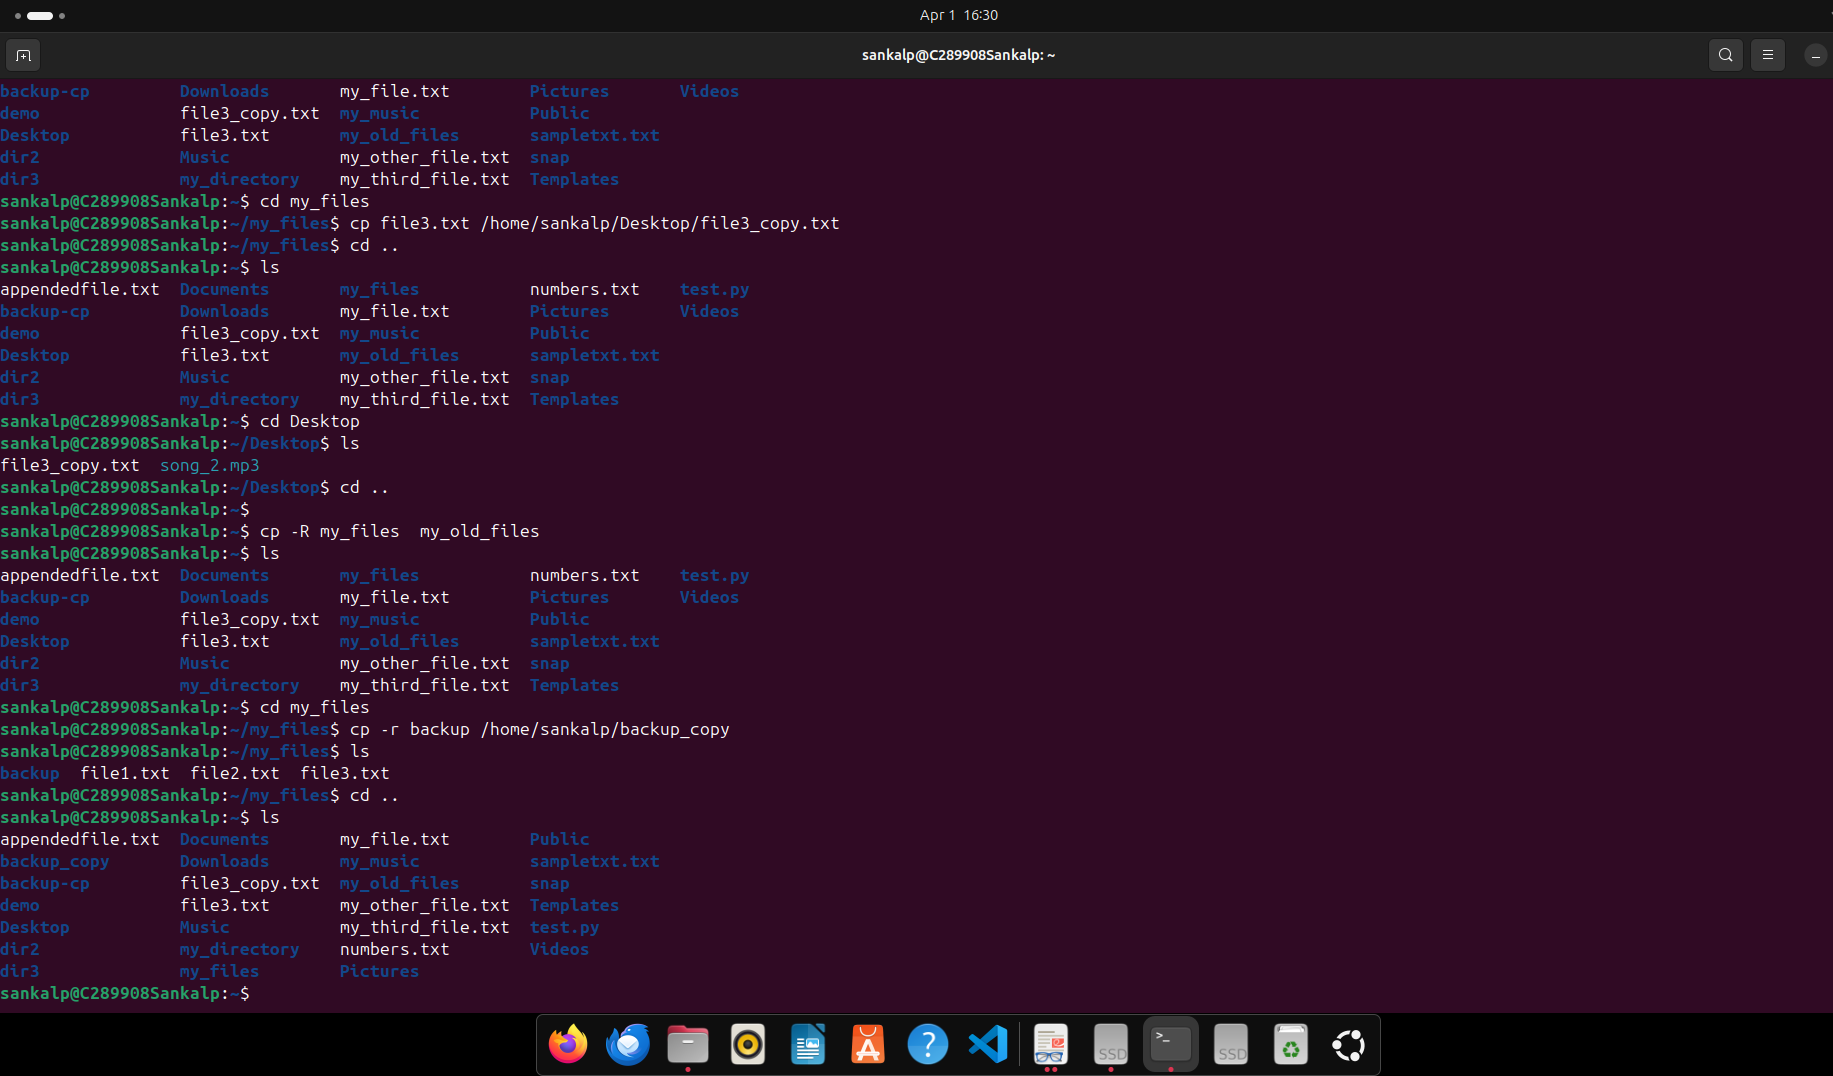 Apr 1 16:30
sankalp@C289908Sankalp: ~
backup-cp Downloads my_file.txt Pictures Videos
demo file3_copy.txt my_music Public
Desktop file3.txt my_old_files sampletxt.txt
dir2 Music my_other_file.txt snap
dir3 my_directory my_third_file.txt Templates
sankalp@C289908Sankalp:~$ cd my_files
sankalp@C289908Sankalp:~/my_files$ cp file3.txt /home/sankalp/Desktop/file3_copy.txt
sankalp@C289908Sankalp:~/my_files$ cd ..
sankalp@C289908Sankalp:~$ ls
appendedfile.txt Documents my_files numbers.txt test.py
backup-cp Downloads my_file.txt Pictures Videos
demo file3_copy.txt my_music Public
Desktop file3.txt my_old_files sampletxt.txt
dir2 Music my_other_file.txt snap
dir3 my_directory my_third_file.txt Templates
sankalp@C289908Sankalp:~$ cd Desktop
sankalp@C289908Sankalp:~/Desktop$ ls
file3_copy.txt song_2.mp3
sankalp@C289908Sankalp:~/Desktop$ cd ..
sankalp@C289908Sankalp:~$
sankalp@C289908Sankalp:~$ cp -R my_files  my_old_files
sankalp@C289908Sankalp:~$ ls
appendedfile.txt Documents my_files numbers.txt test.py
backup-cp Downloads my_file.txt Pictures Videos
demo file3_copy.txt my_music Public
Desktop file3.txt my_old_files sampletxt.txt
dir2 Music my_other_file.txt snap
dir3 my_directory my_third_file.txt Templates
sankalp@C289908Sankalp:~$ cd my_files
sankalp@C289908Sankalp:~/my_files$ cp -r backup /home/sankalp/backup_copy
sankalp@C289908Sankalp:~/my_files$ ls
backup file1.txt file2.txt file3.txt
sankalp@C289908Sankalp:~/my_files$ cd ..
sankalp@C289908Sankalp:~$ ls
appendedfile.txt Documents my_file.txt Public
backup_copy Downloads my_music sampletxt.txt
backup-cp file3_copy.txt my_old_files snap
demo file3.txt my_other_file.txt Templates
Desktop Music my_third_file.txt test.py
dir2 my_directory numbers.txt Videos
dir3 my_files Pictures
sankalp@C289908Sankalp:~$
SSD >_ SSD